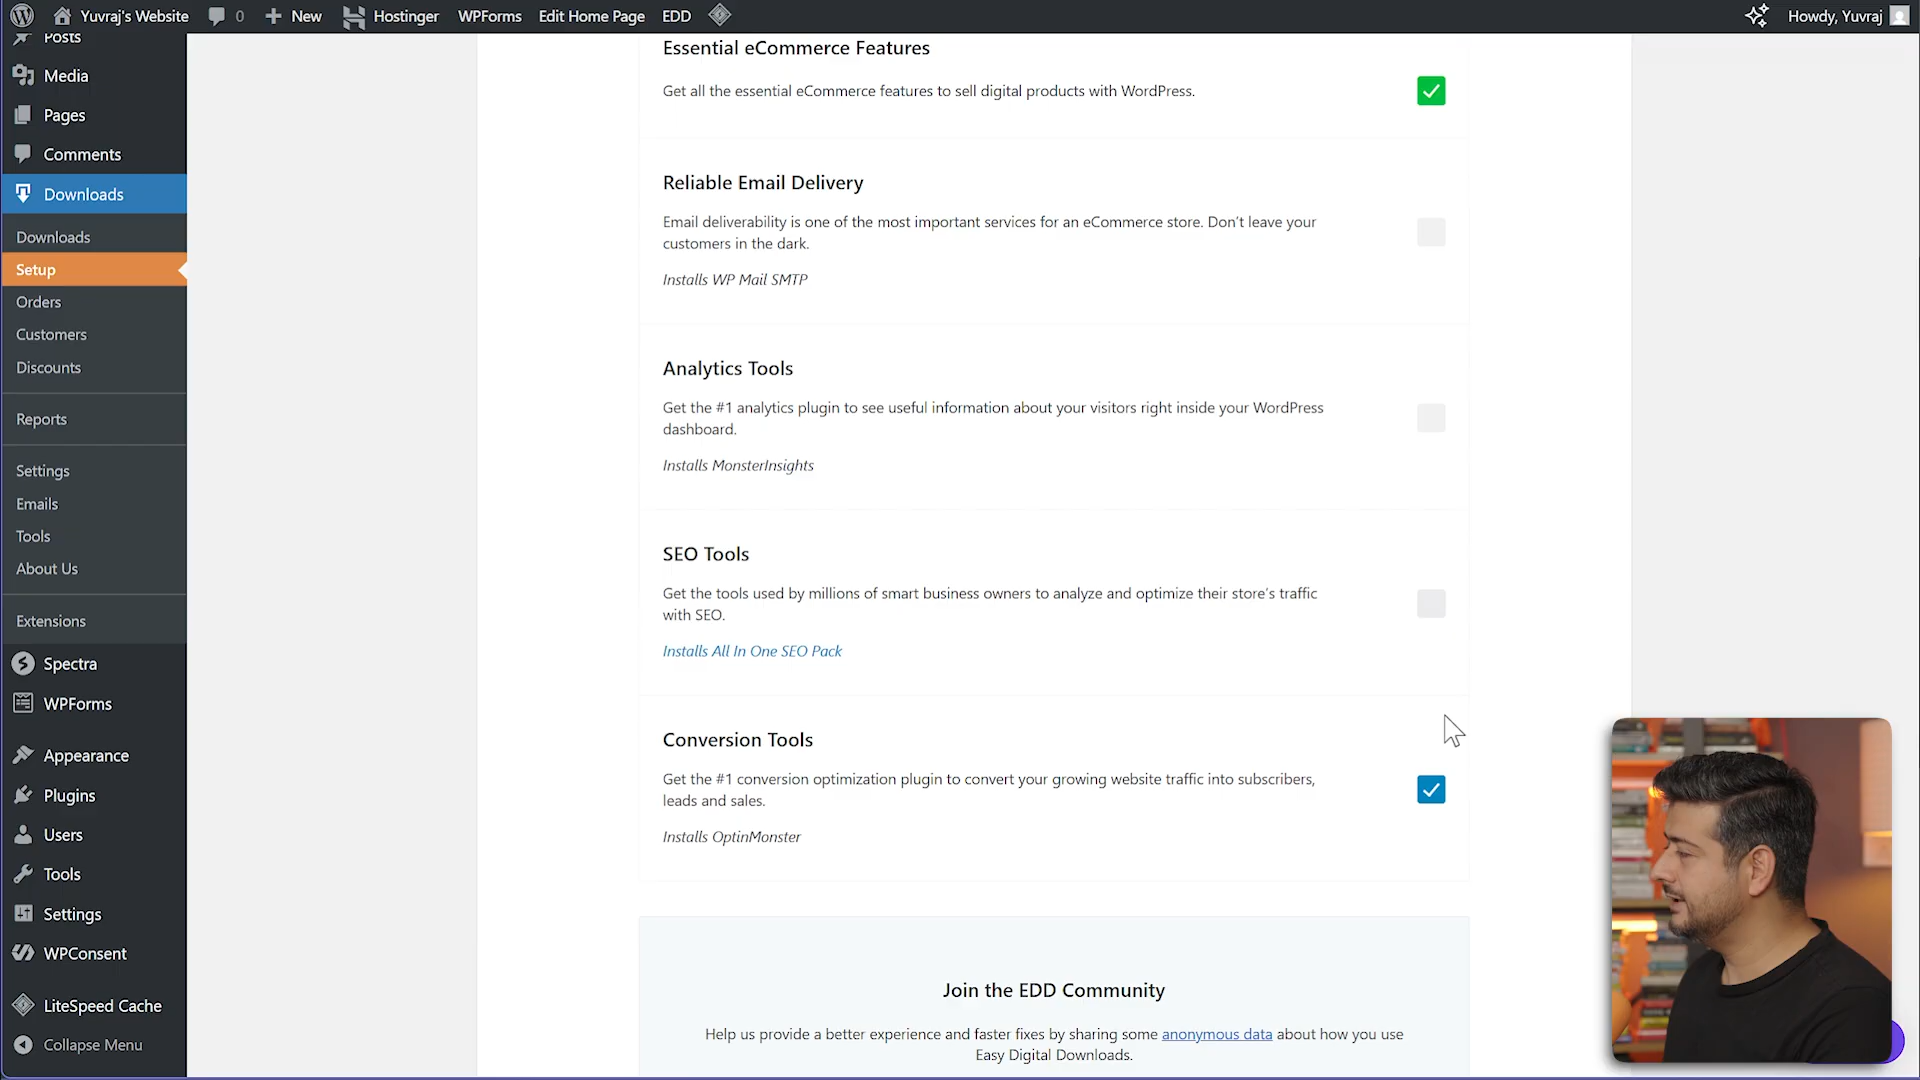 Yuvraj's Website
0
New
Hostinger
WPForms
Edit Home Page
EDD
Howdy, Yuvraj
Posts
Media
Pages
Comments
Downloads
Downloads
Setup
Orders
Customers
Discounts
Reports
Settings
Emails
Tools
About Us
Extensions
Spectra
WPForms
Appearance
Plugins
Users
Tools
Settings
WPConsent
LiteSpeed Cache
Collapse Menu
Essential eCommerce Features
Get all the essential eCommerce features to sell digital products with WordPress.
Reliable Email Delivery
Email deliverability is one of the most important services for an eCommerce store. Don’t leave your
customers in the dark.
Installs WP Mail SMTP
Analytics Tools
Get the #1 analytics plugin to see useful information about your visitors right inside your WordPress
dashboard.
Installs MonsterInsights
SEO Tools
Get the tools used by millions of smart business owners to analyze and optimize their store’s traffic
with SEO.
Installs All In One SEO Pack
Conversion Tools
Get the #1 conversion optimization plugin to convert your growing website traffic into subscribers,
leads and sales.
Installs OptinMonster
Join the EDD Community
Help us provide a better experience and faster fixes by sharing some anonymous data about how you use
Easy Digital Downloads.